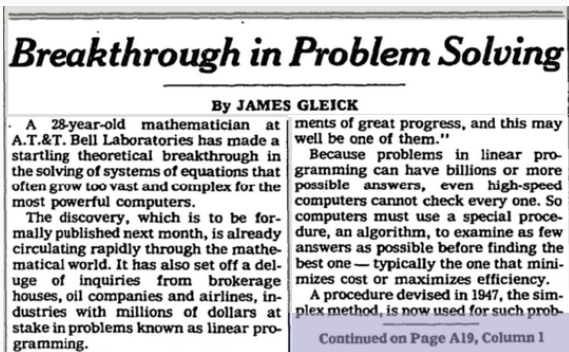 Breakthrough in Problem Solving
By JAMES GLEICK
A 28-year-old mathematician at
A.T.&T. Bell Laboratories has made a
startling theoretical breakthrough in
the solving of systems of equations that
often grow too vast and complex for the
most powerful computers.
The discovery, which is to be for-
mally published next month, is already
circulating rapidly through the mathe-
matical world. It has also set off a del-
uge of inquiries from brokerage
houses, oil companies and airlines, in-
dustries with millions of dollars at
stake in problems known as linear pro-
gramming.
ments of great progress, and this may
well be one of them."
Because problems in linear pro-
gramming can have billions or more
possible answers, even high-speed
computers cannot check every one. So
computers must use a special proce-
dure, an algorithm, to examine as few
answers as possible before finding the
best one — typically the one that mini-
mizes cost or maximizes efficiency.
A procedure devised in 1947, the sim-
plex method, is now used for such prob-
Continued on Page A19, Column 1